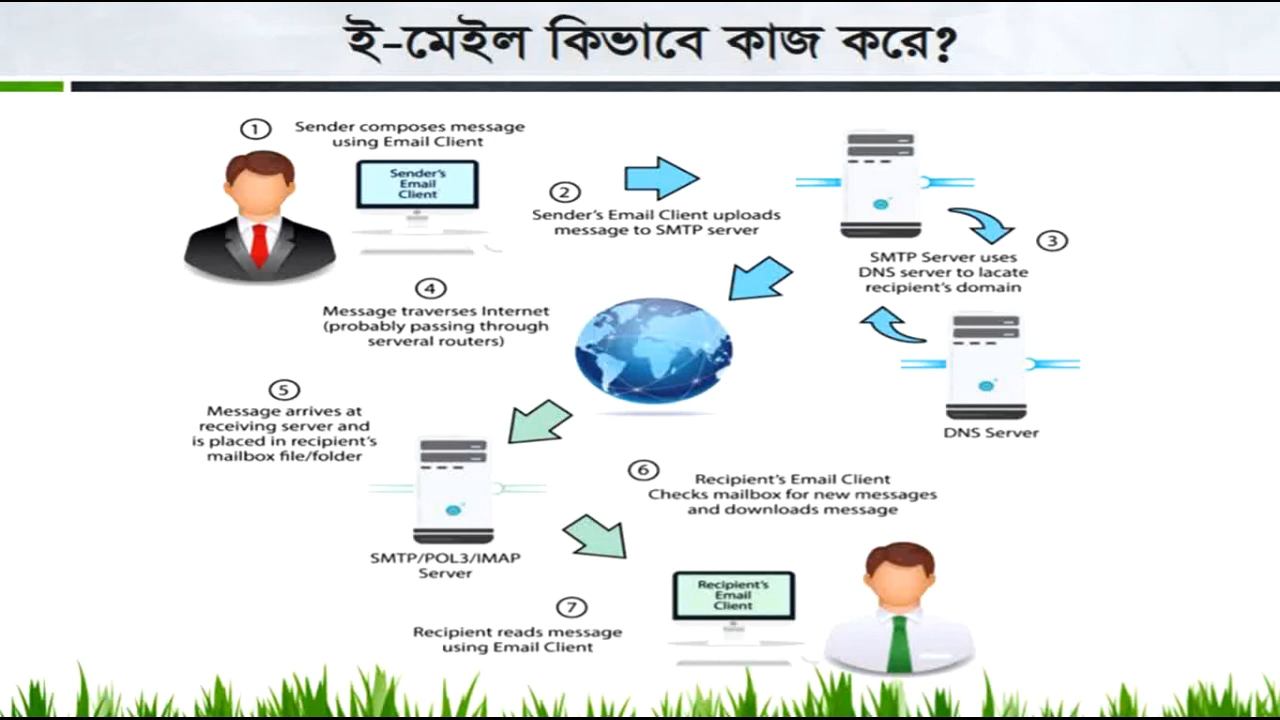 ই-মেইল কিভাবে কাজ করে?
1
Sender composes message
using Email Client
Sender's
Email
Client
2
Sender's Email Client uploads
message to SMTP server
3
SMTP Server uses
DNS server to lacate
recipient's domain
DNS Server
4
Message traverses Internet
(probably passing through
serveral routers)
5
Message arrives at
receiving server and
is placed in recipient's
mailbox file/folder
SMTP/POL3/IMAP
Server
6
Recipient's Email Client
Checks mailbox for new messages
and downloads message
7
Recipient reads message
using Email Client
Recipient's
Email
Client